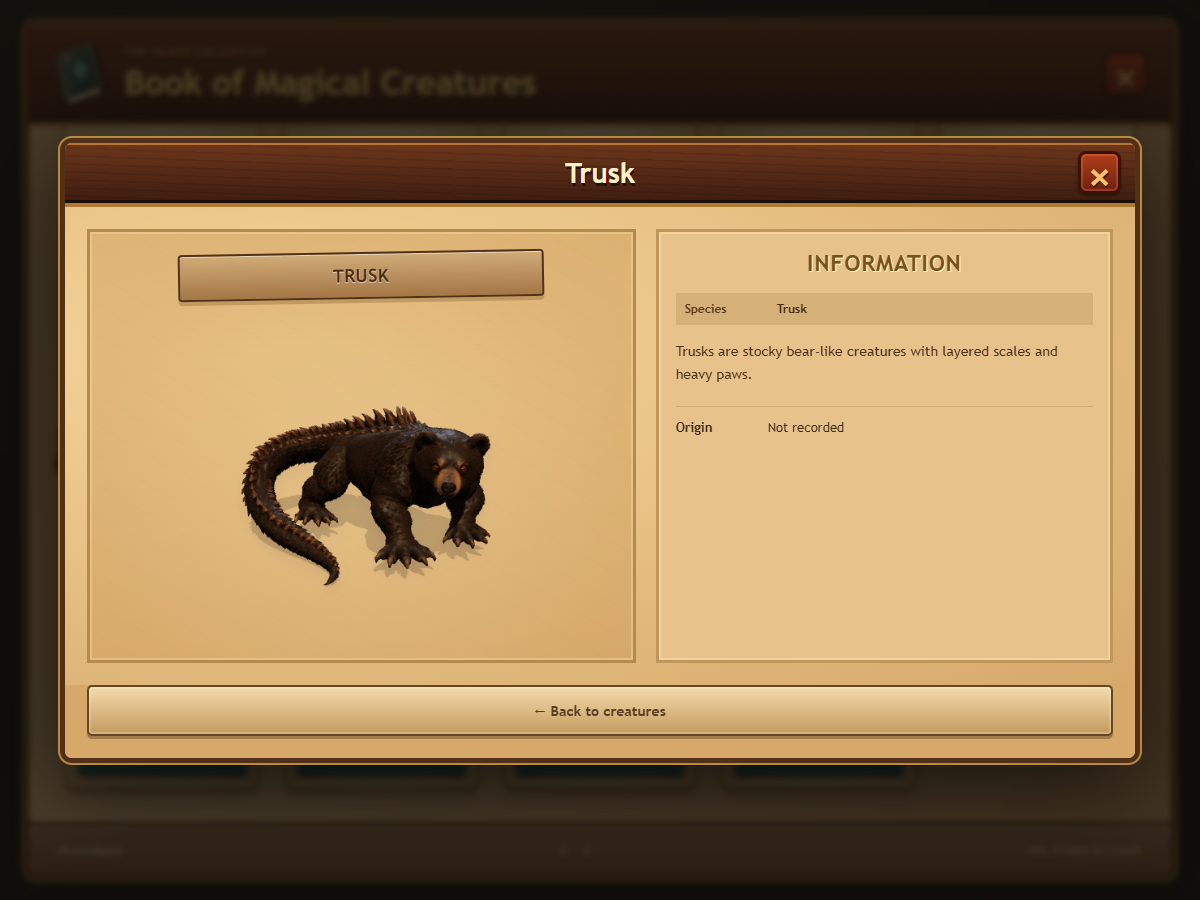 Book of Magical Creatures
Trusk
TRUSK
INFORMATION
Species Trusk
Trusks are stocky bear-like creatures with layered scales and
heavy paws.
Origin Not recorded
← Back to creatures